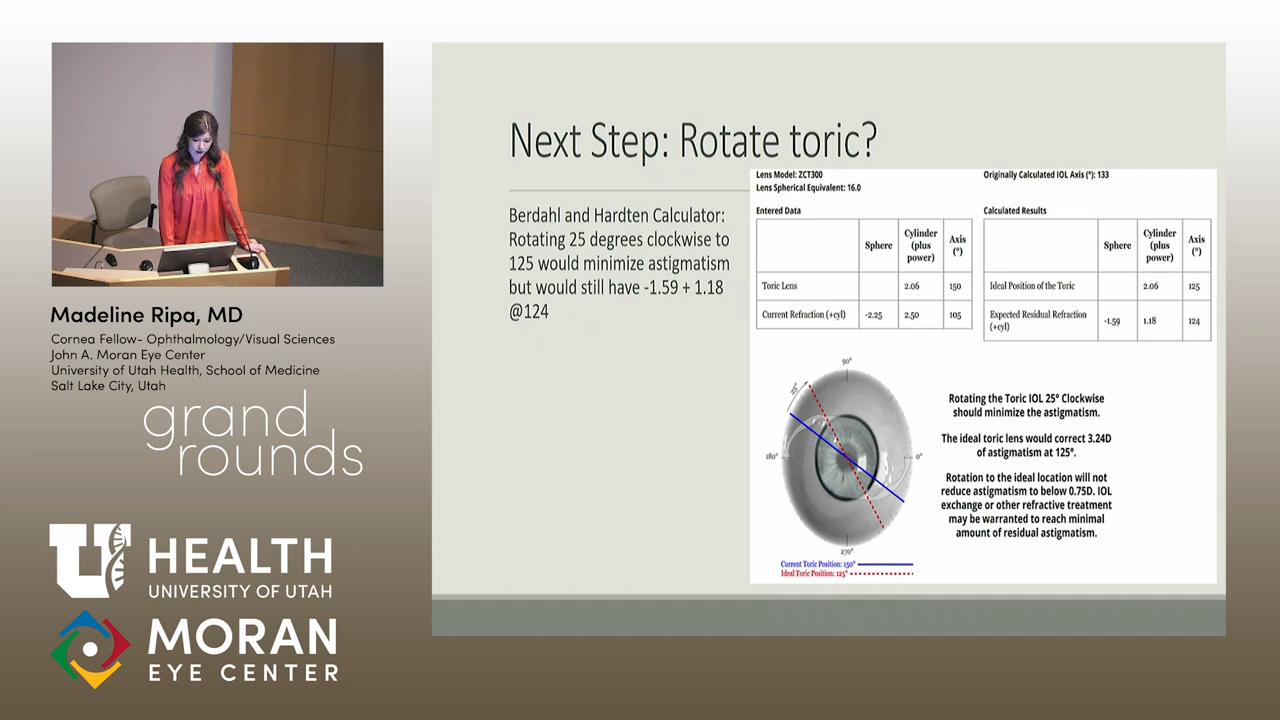 Next Step: Rotate toric?
Berdahl and Hardten Calculator:
Rotating 25 degrees clockwise to
125 would minimize astigmatism
but would still have -1.59 + 1.18
@124
Lens Model: ZCT300
Lens Spherical Equivalent: 16.0
Originally Calculated IOL Axis (°): 133
Entered Data
Sphere
Cylinder
(plus
power)
Axis
(°)
Toric Lens 2.06 150
Current Refraction (+cyl) -2.25 2.50 105
Calculated Results
Sphere
Cylinder
(plus
power)
Axis
(°)
Ideal Position of the Toric 2.06 125
Expected Residual Refraction
(+cyl) -1.59 1.18 124
90°
25°
180°
0°
270°
Current Toric Position: 150°
Ideal Toric Position: 125°
Rotating the Toric IOL 25° Clockwise
should minimize the astigmatism.
The ideal toric lens would correct 3.24D
of astigmatism at 125°.
Rotation to the ideal location will not
reduce astigmatism to below 0.75D. IOL
exchange or other refractive treatment
may be warranted to reach minimal
amount of residual astigmatism.
Madeline Ripa, MD
Cornea Fellow- Ophthalmology/Visual Sciences
John A. Moran Eye Center
University of Utah Health, School of Medicine
Salt Lake City, Utah
grand
rounds
U HEALTH
UNIVERSITY OF UTAH
MORAN
EYE CENTER